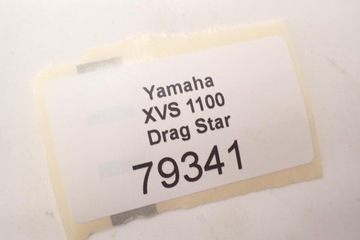 Yamaha
XVS 1100
Drag Star
79341